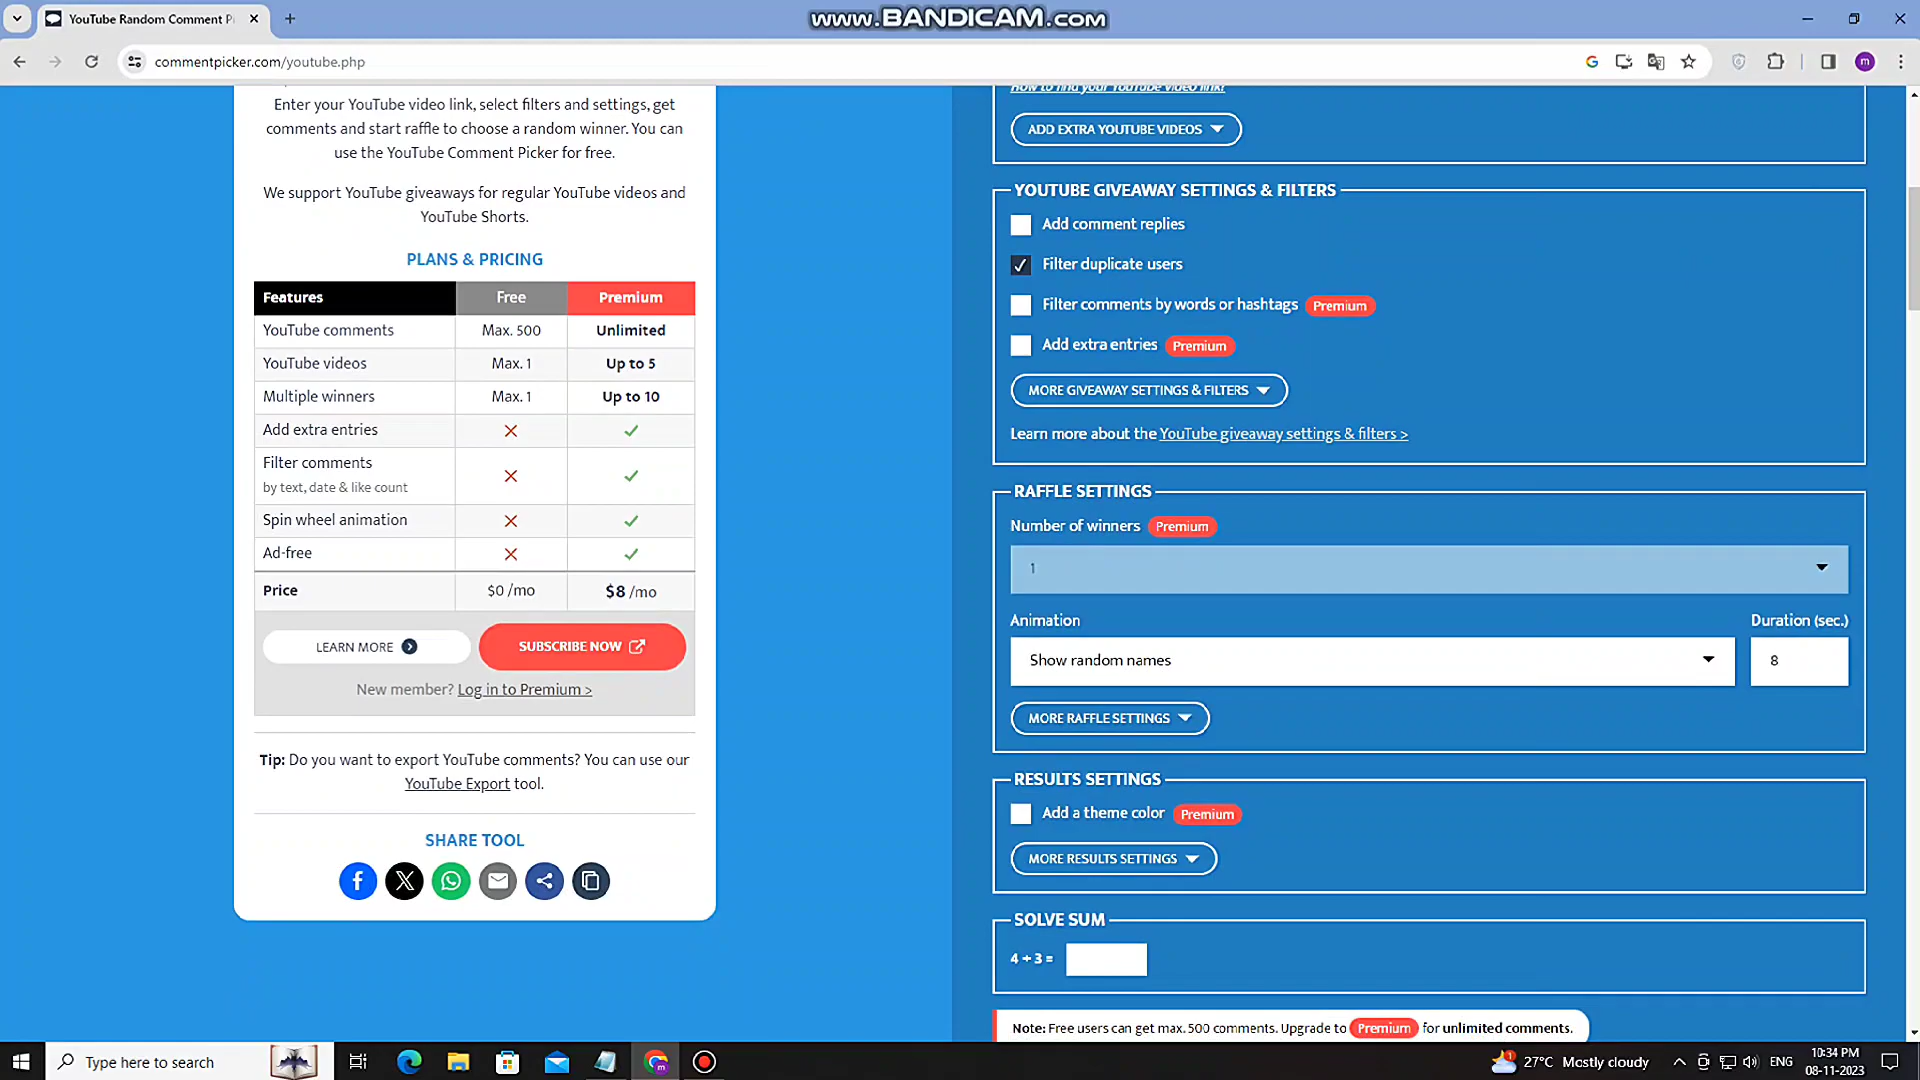 YouTube Random Comment P
www.BANDICAM.com
commentpicker.com/youtube.php
Enter your YouTube video link, select filters and settings, get
comments and start raffle to choose a random winner. You can
use the YouTube Comment Picker for free.
We support YouTube giveaways for regular YouTube videos and
YouTube Shorts.
PLANS & PRICING
Features Free Premium
YouTube comments Max. 500 Unlimited
YouTube videos Max. 1 Up to 5
Multiple winners Max. 1 Up to 10
Add extra entries
Filter comments
by text, date & like count
Spin wheel animation
Ad-free
Price $0 /mo $8 /mo
LEARN MORE SUBSCRIBE NOW
New member? Log in to Premium >
Tip: Do you want to export YouTube comments? You can use our
YouTube Export tool.
SHARE TOOL
How to find your YouTube video link?
ADD EXTRA YOUTUBE VIDEOS
YOUTUBE GIVEAWAY SETTINGS & FILTERS
Add comment replies
Filter duplicate users
Filter comments by words or hashtags Premium
Add extra entries Premium
MORE GIVEAWAY SETTINGS & FILTERS
Learn more about the YouTube giveaway settings & filters >
RAFFLE SETTINGS
Number of winners Premium
1
Animation Duration (sec.)
Show random names 8
MORE RAFFLE SETTINGS
RESULTS SETTINGS
Add a theme color Premium
MORE RESULTS SETTINGS
SOLVE SUM
4 + 3 =
Note: Free users can get max. 500 comments. Upgrade to Premium for unlimited comments.
Type here to search
27°C Mostly cloudy
ENG
10:34 PM
08-11-2023